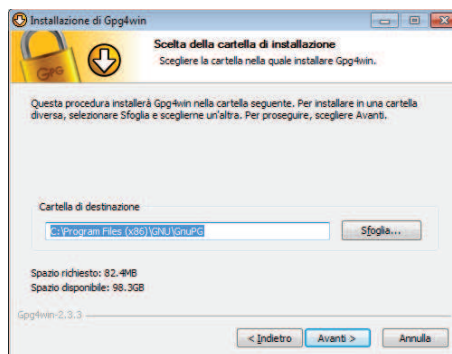 Installazione di Gpg4win
GPG
Scelta della cartella di installazione
Scegliere la cartella nella quale installare Gpg4win.
Questa procedura installerà Gpg4win nella cartella seguente. Per installare in una cartella
diversa, selezionare Sfoglia e sceglierne un'altra. Per proseguire, scegliere Avanti.
Cartella di destinazione
C:\Program Files (x86)\GNU\GnuPG
Sfoglia...
Spazio richiesto: 82.4MB
Spazio disponibile: 98.3GB
Gpg4win-2.3.3
< Indietro
Avanti >
Annulla